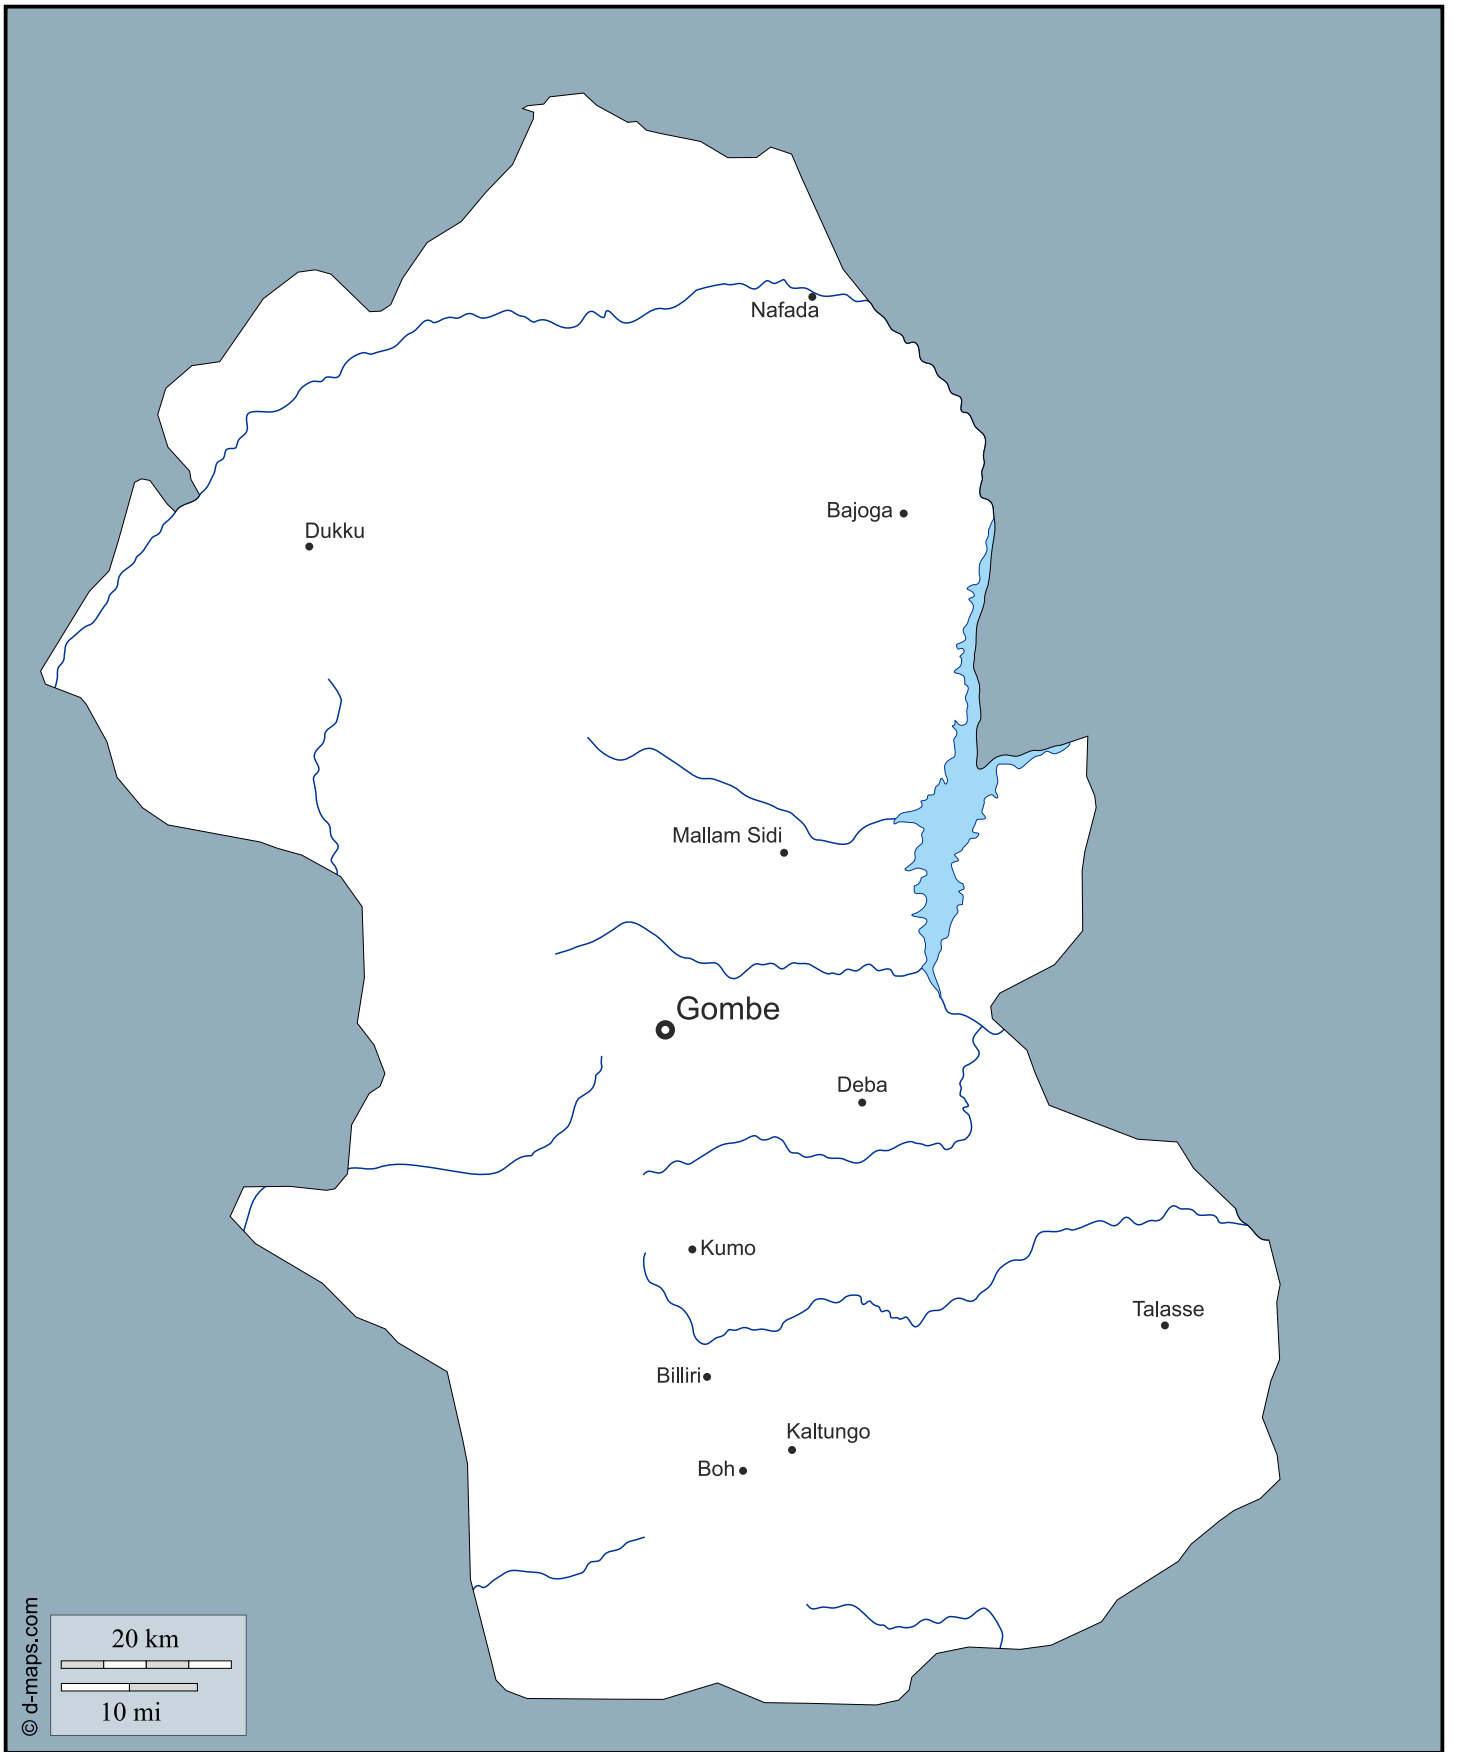 Nafada
Bajoga
Dukku
Mallam Sidi
Gombe
Deba
Kumo
Talasse
Billiri
Kaltungo
Boh
20 km
10 mi
© d-maps.com